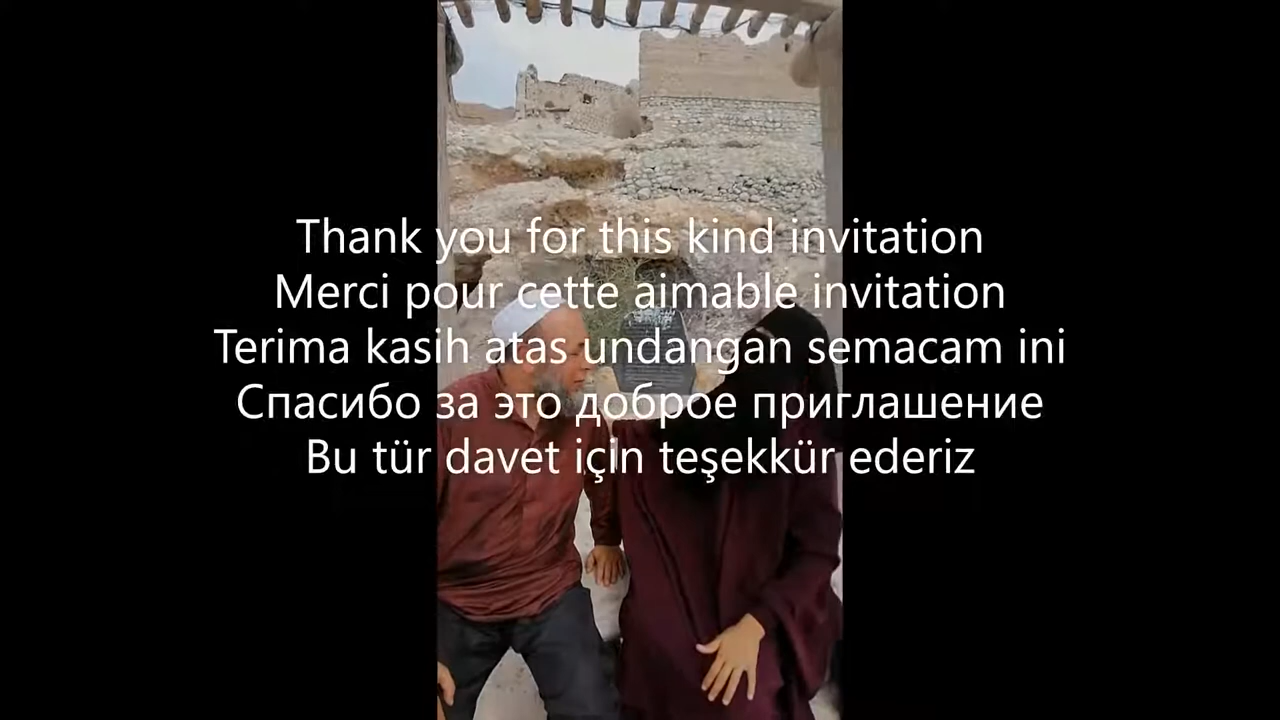 Thank you for this kind invitation
Merci pour cette aimable invitation
Terima kasih atas undangan semacam ini
Спасибо за это доброе приглашение
Bu tür davet için teşekkür ederiz